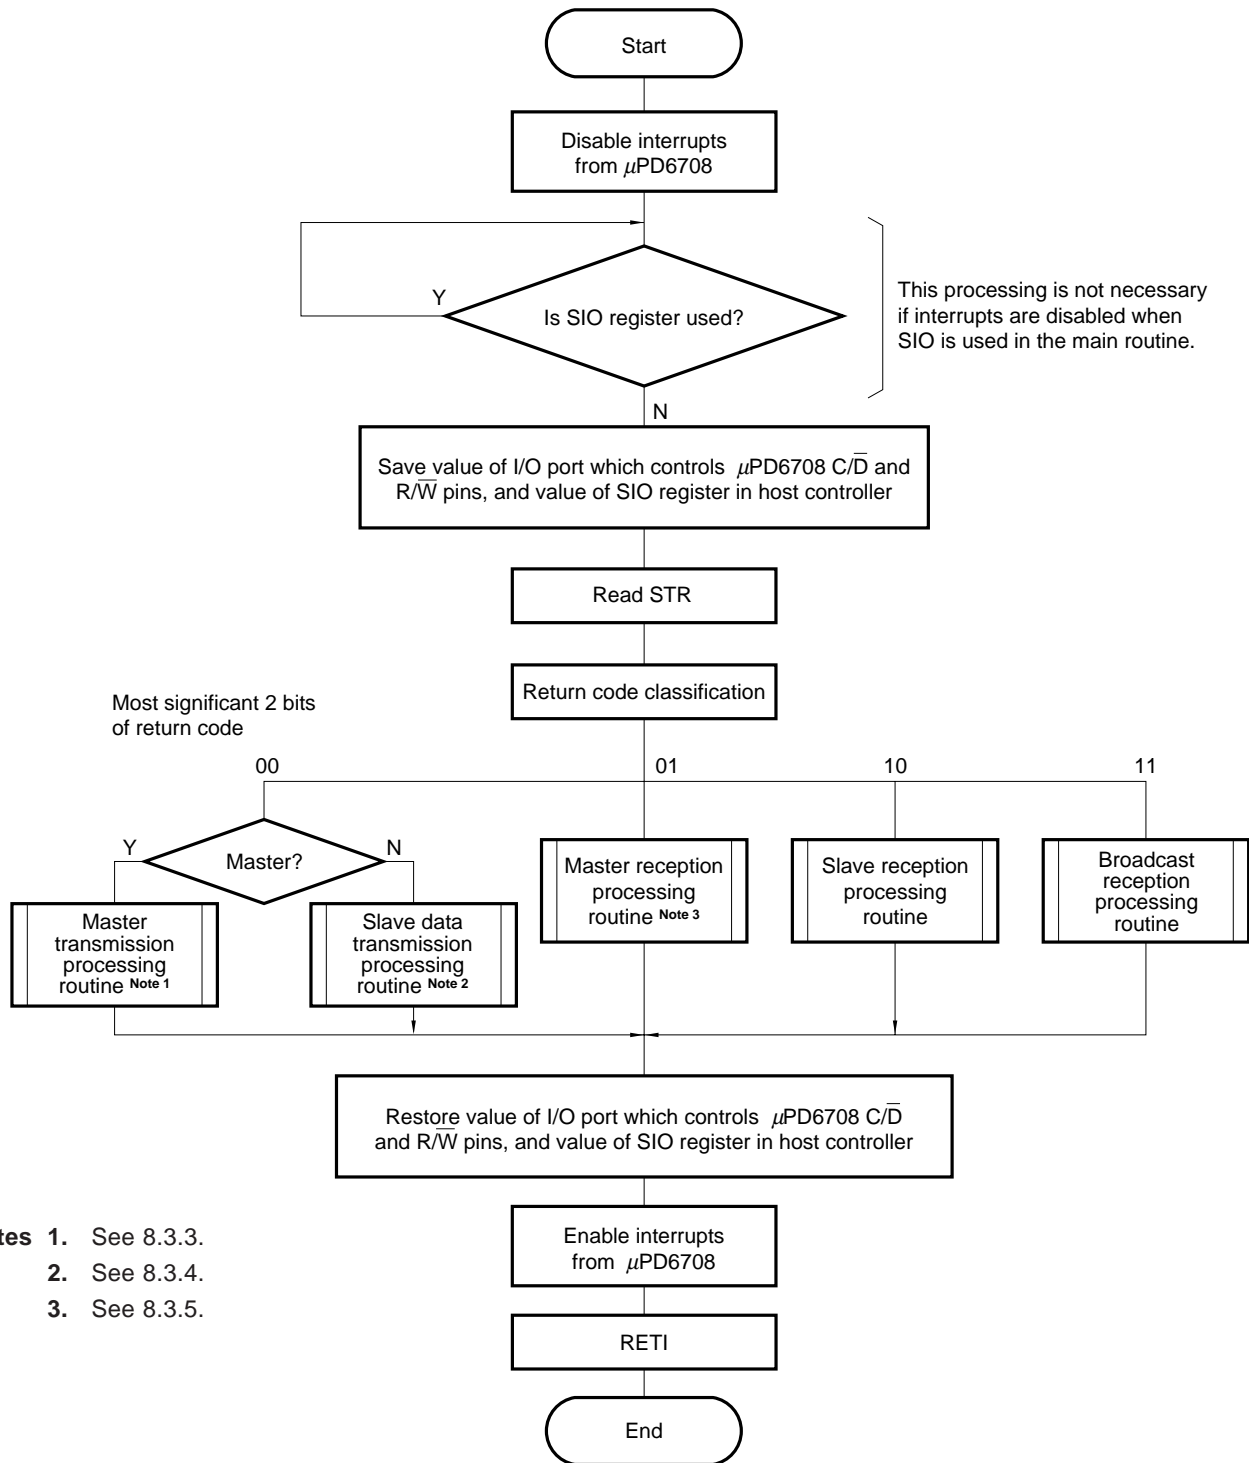 Start
Disable interrupts
from μPD6708
Y
Is SIO register used?
This processing is not necessary
if interrupts are disabled when
SIO is used in the main routine.
N
Save value of I/O port which controls μPD6708 C/D̅ and
R/W̅ pins, and value of SIO register in host controller
Read STR
Return code classification
Most significant 2 bits
of return code
00
01
10
11
Y
Master?
N
Master
transmission
processing
routine Note 1
Slave data
transmission
processing
routine Note 2
Master reception
processing
routine Note 3
Slave reception
processing
routine
Broadcast
reception
processing
routine
Restore value of I/O port which controls μPD6708 C/D̅
and R/W̅ pins, and value of SIO register in host controller
Enable interrupts
from μPD6708
RETI
End
tes 1. See 8.3.3.
2. See 8.3.4.
3. See 8.3.5.